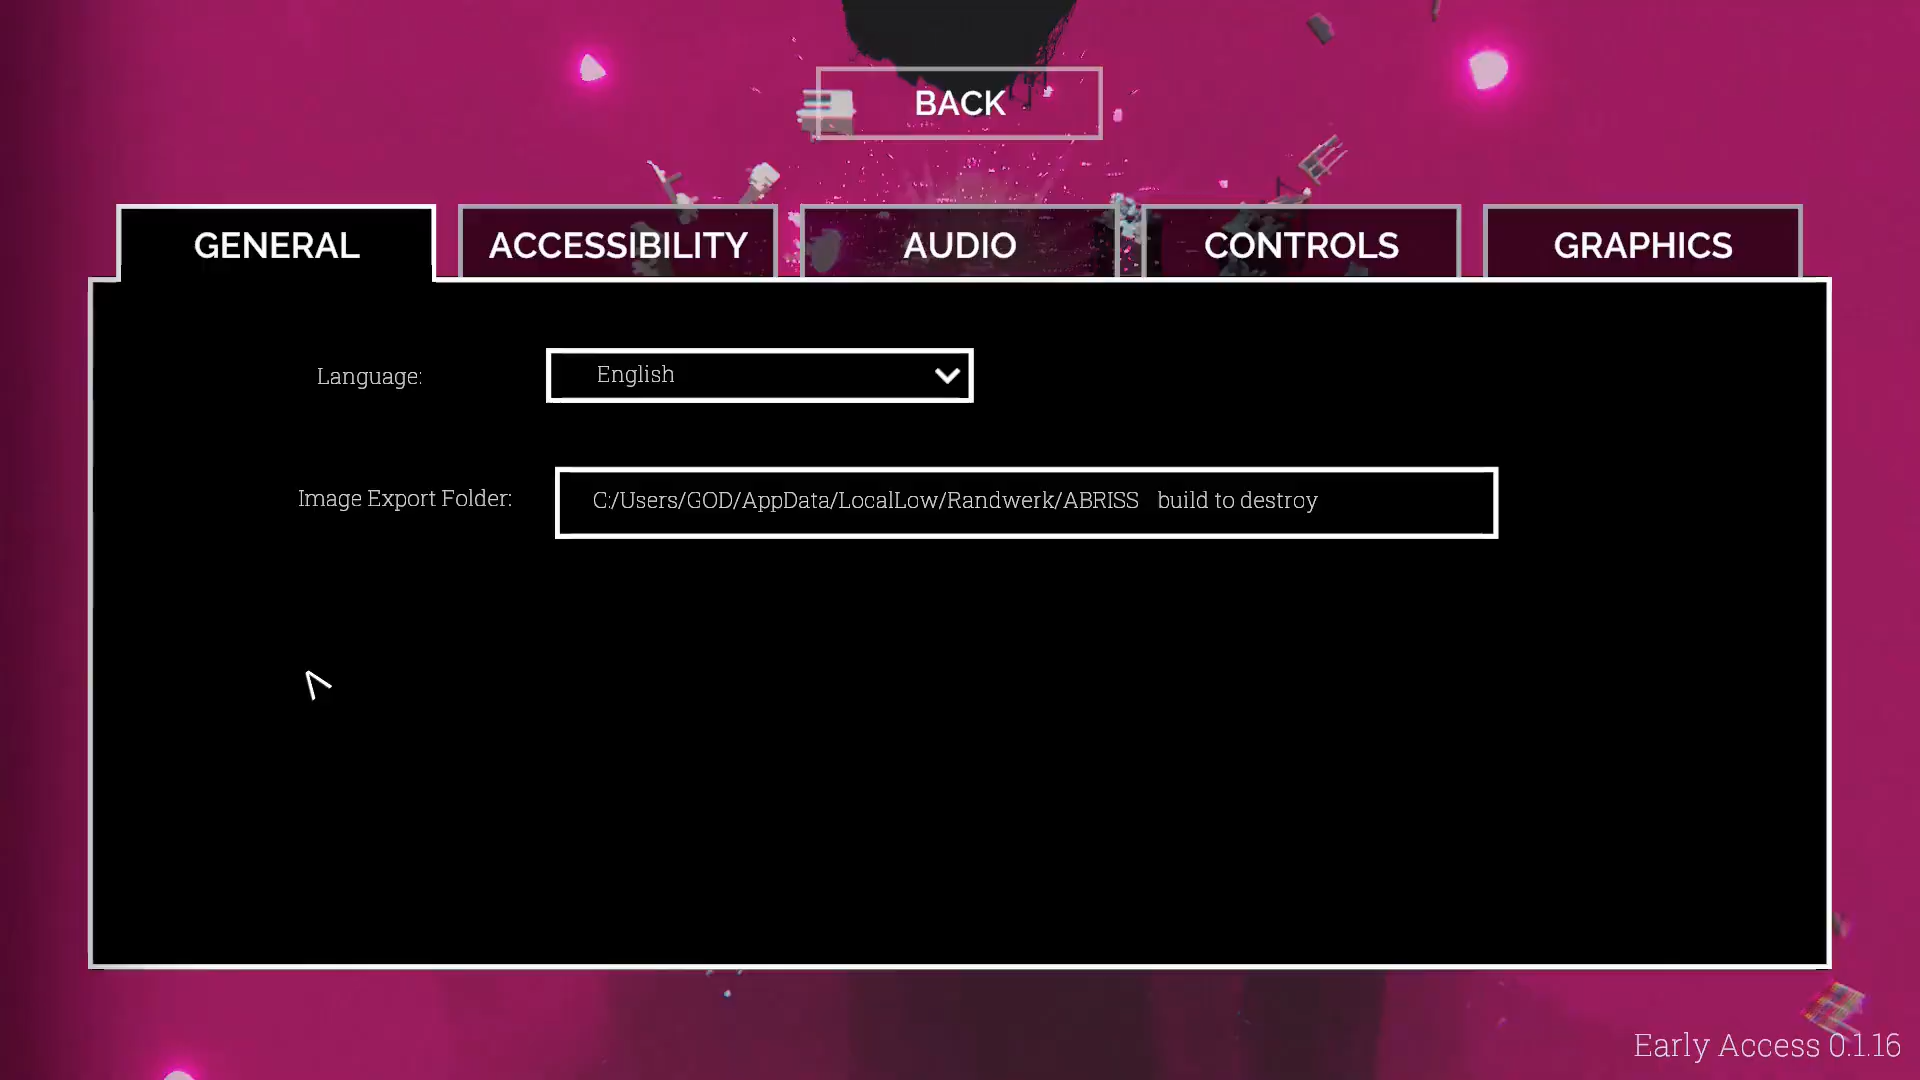 BACK
GENERAL ACCESSIBILITY AUDIO CONTROLS GRAPHICS
Language: English
Image Export Folder: C:/Users/GOD/AppData/LocalLow/Randwerk/ABRISS   build to destroy
Early Access 0.1.16